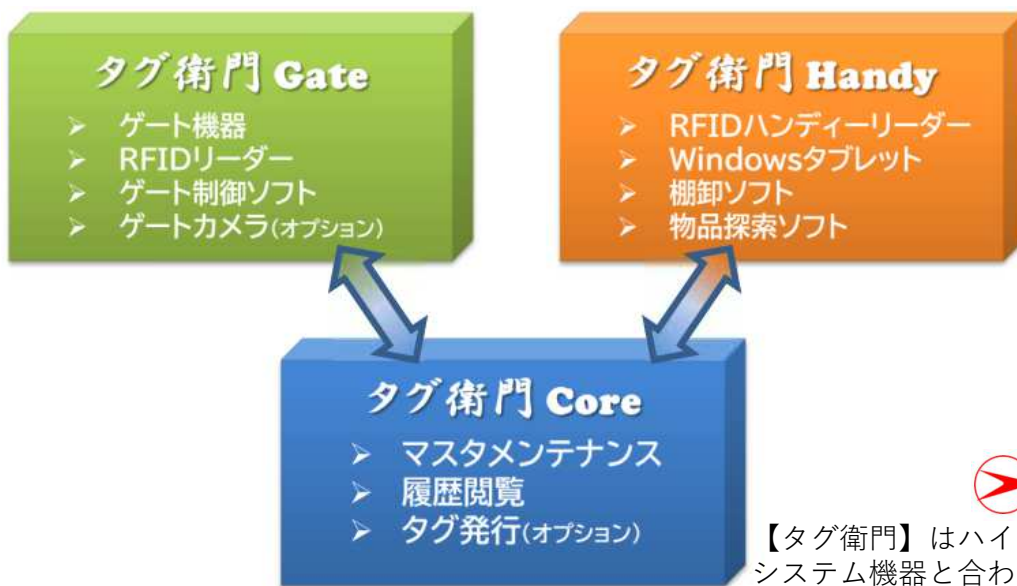 タグ衛門 Gate
➢ ゲート機器
➢ RFIDリーダー
➢ ゲート制御ソフト
➢ ゲートカメラ(オプション)
タグ衛門 Handy
➢ RFIDハンディーリーダー
➢ Windowsタブレット
➢ 棚卸ソフト
➢ 物品探索ソフト
タグ衛門 Core
➢ マスタメンテナンス
➢ 履歴閲覧
➢ タグ発行(オプション)
【タグ衛門】はハイ
システム機器と合わ